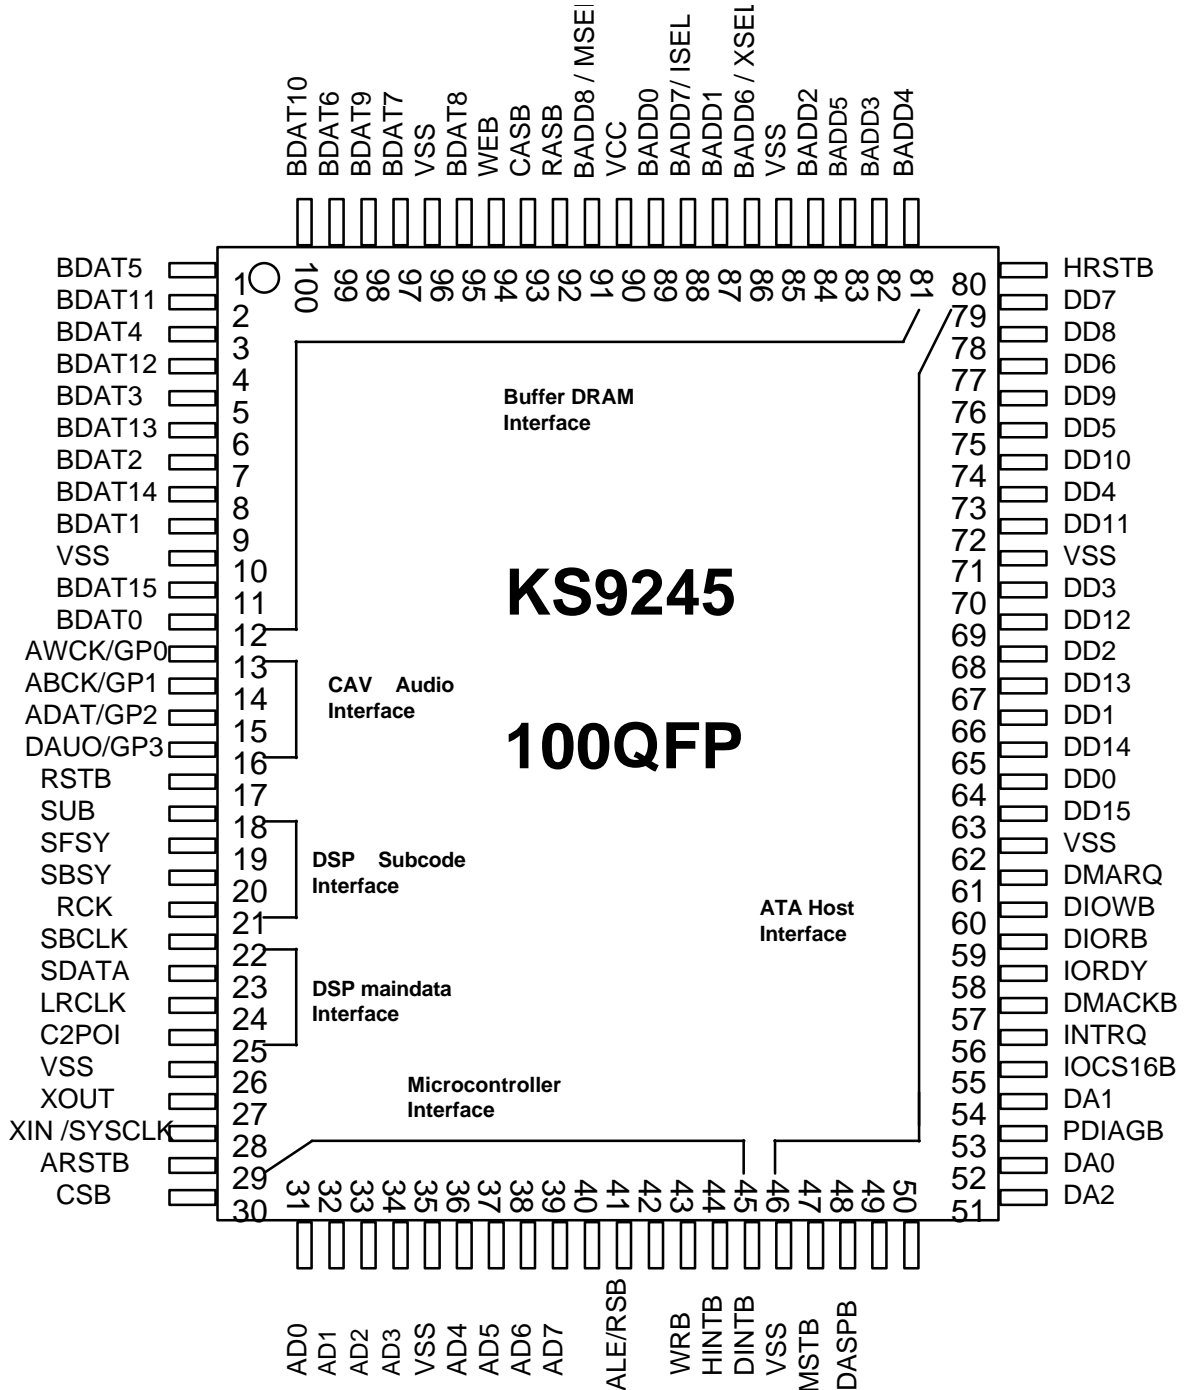 BDAT10
BDAT6
BDAT9
BDAT7
VSS
BDAT8
WEB
CASB
RASB
BADD8 / MSEL
VCC
BADD0
BADD7/ ISEL
BADD1
BADD6 / XSEL
VSS
BADD2
BADD5
BADD3
BADD4
100
99
98
97
96
95
94
93
92
91
90
89
88
87
86
85
84
83
82
81
BDAT5 1
BDAT11 2
BDAT4 3
BDAT12 4
BDAT3 5
BDAT13 6
BDAT2 7
BDAT14 8
BDAT1 9
VSS 10
BDAT15 11
BDAT0 12
AWCK/GP0 13
ABCK/GP1 14
ADAT/GP2 15
DAUO/GP3 16
RSTB 17
SUB 18
SFSY 19
SBSY 20
RCK 21
SBCLK 22
SDATA 23
LRCLK 24
C2POI 25
VSS 26
XOUT 27
XIN /SYSCLK 28
ARSTB 29
CSB 30
Buffer DRAM
Interface
KS9245
100QFP
CAV Audio
Interface
DSP Subcode
Interface
DSP maindata
Interface
Microcontroller
Interface
ATA Host
Interface
80 HRSTB
79 DD7
78 DD8
77 DD6
76 DD9
75 DD5
74 DD10
73 DD4
72 DD11
71 VSS
70 DD3
69 DD12
68 DD2
67 DD13
66 DD1
65 DD14
64 DD0
63 DD15
62 VSS
61 DMARQ
60 DIOWB
59 DIORB
58 IORDY
57 DMACKB
56 INTRQ
55 IOCS16B
54 DA1
53 PDIAGB
52 DA0
51 DA2
31
32
33
34
35
36
37
38
39
40
41
42
43
44
45
46
47
48
49
50
AD0
AD1
AD2
AD3
VSS
AD4
AD5
AD6
AD7
ALE/RSB
WRB
HINTB
DINTB
VSS
MSTB
DASPB